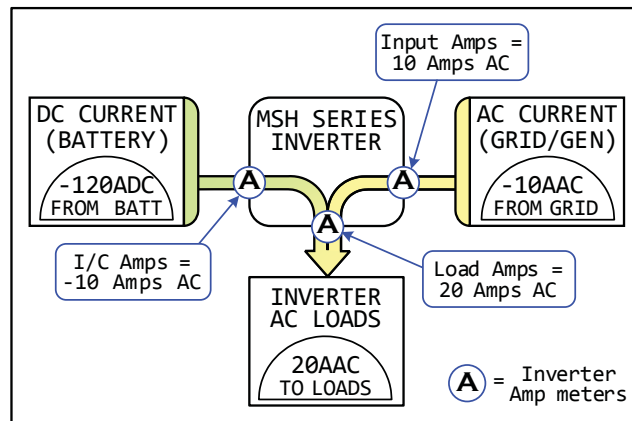 Input Amps =
10 Amps AC
DC CURRENT
(BATTERY)
-120ADC
FROM BATT
MSH SERIES
INVERTER
AC CURRENT
(GRID/GEN)
-10AAC
FROM GRID
A
A
A
I/C Amps =
-10 Amps AC
Load Amps =
20 Amps AC
INVERTER
AC LOADS
20AAC
TO LOADS
A = Inverter
Amp meters